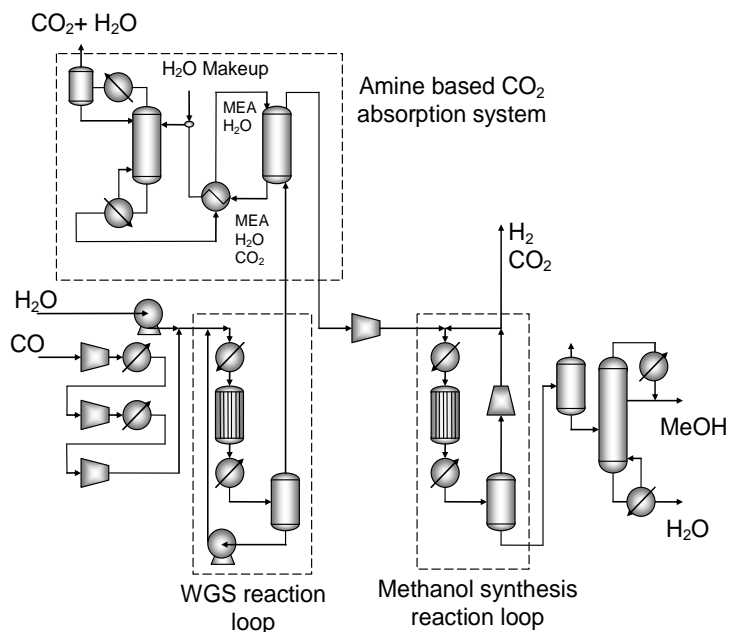 CO₂+ H₂O
H₂O Makeup
MEA
H₂O
Amine based CO₂
absorption system
MEA
H₂O
CO₂
H₂
CO₂
H₂O
CO
MeOH
H₂O
WGS reaction
loop
Methanol synthesis
reaction loop